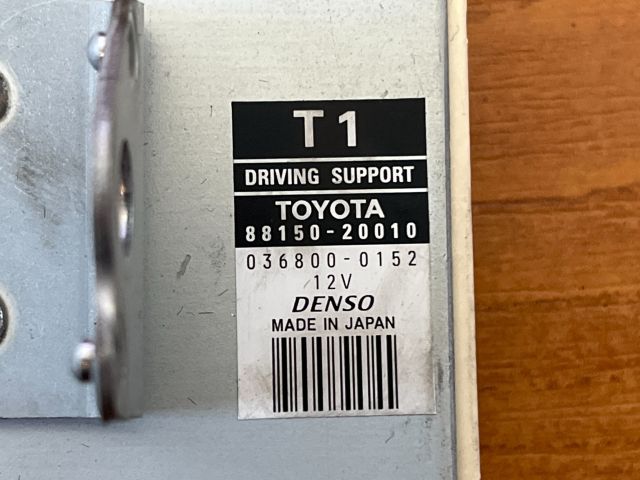 T1
DRIVING SUPPORT
TOYOTA
88150-20010
036800-0152
12V
DENSO
MADE IN JAPAN